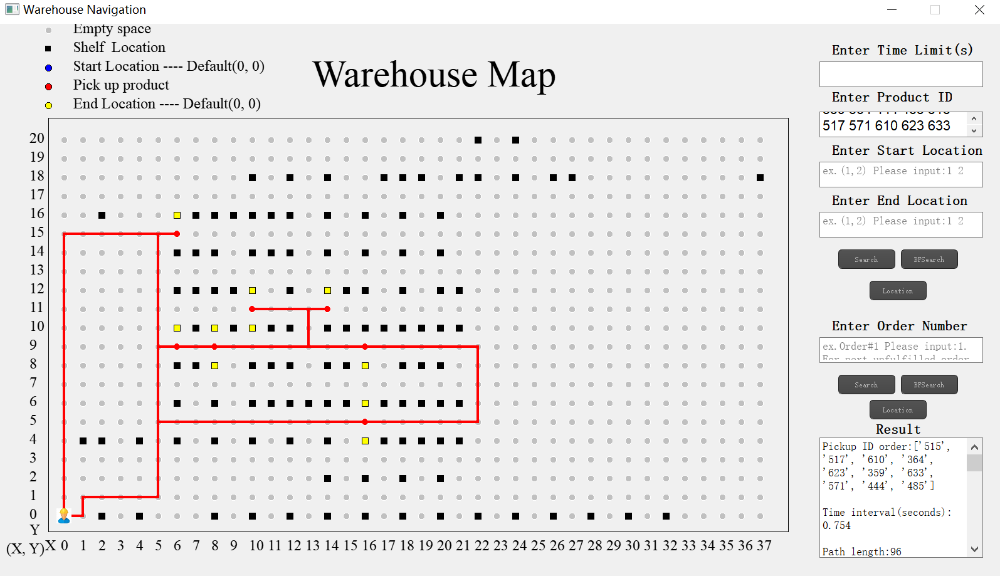 Warehouse Navigation
Empty space
Shelf Location
Start Location ---- Default(0, 0)
Pick up product
End Location ---- Default(0, 0)
Warehouse Map
20
19
18
17
16
15
14
13
12
11
10
9
8
7
6
5
4
3
2
1
0
Y
(X, Y)
X 0 1 2 3 4 5 6 7 8 9 10 11 12 13 14 15 16 17 18 19 20 21 22 23 24 25 26 27 28 29 30 31 32 33 34 35 36 37
Enter Time Limit(s)
Enter Product ID
517 571 610 623 633
Enter Start Location
ex.(1,2) Please input:1 2
Enter End Location
ex.(1,2) Please input:1 2
Search BFSearch
Location
Enter Order Number
ex.Order#1 Please input:1.
For next unfulfilled order
Search BFSearch
Location
Result
Pickup ID order:['515',
'517', '610', '364',
'623', '359', '633',
'571', '444', '485']
Time interval(seconds):
0.754
Path length:96